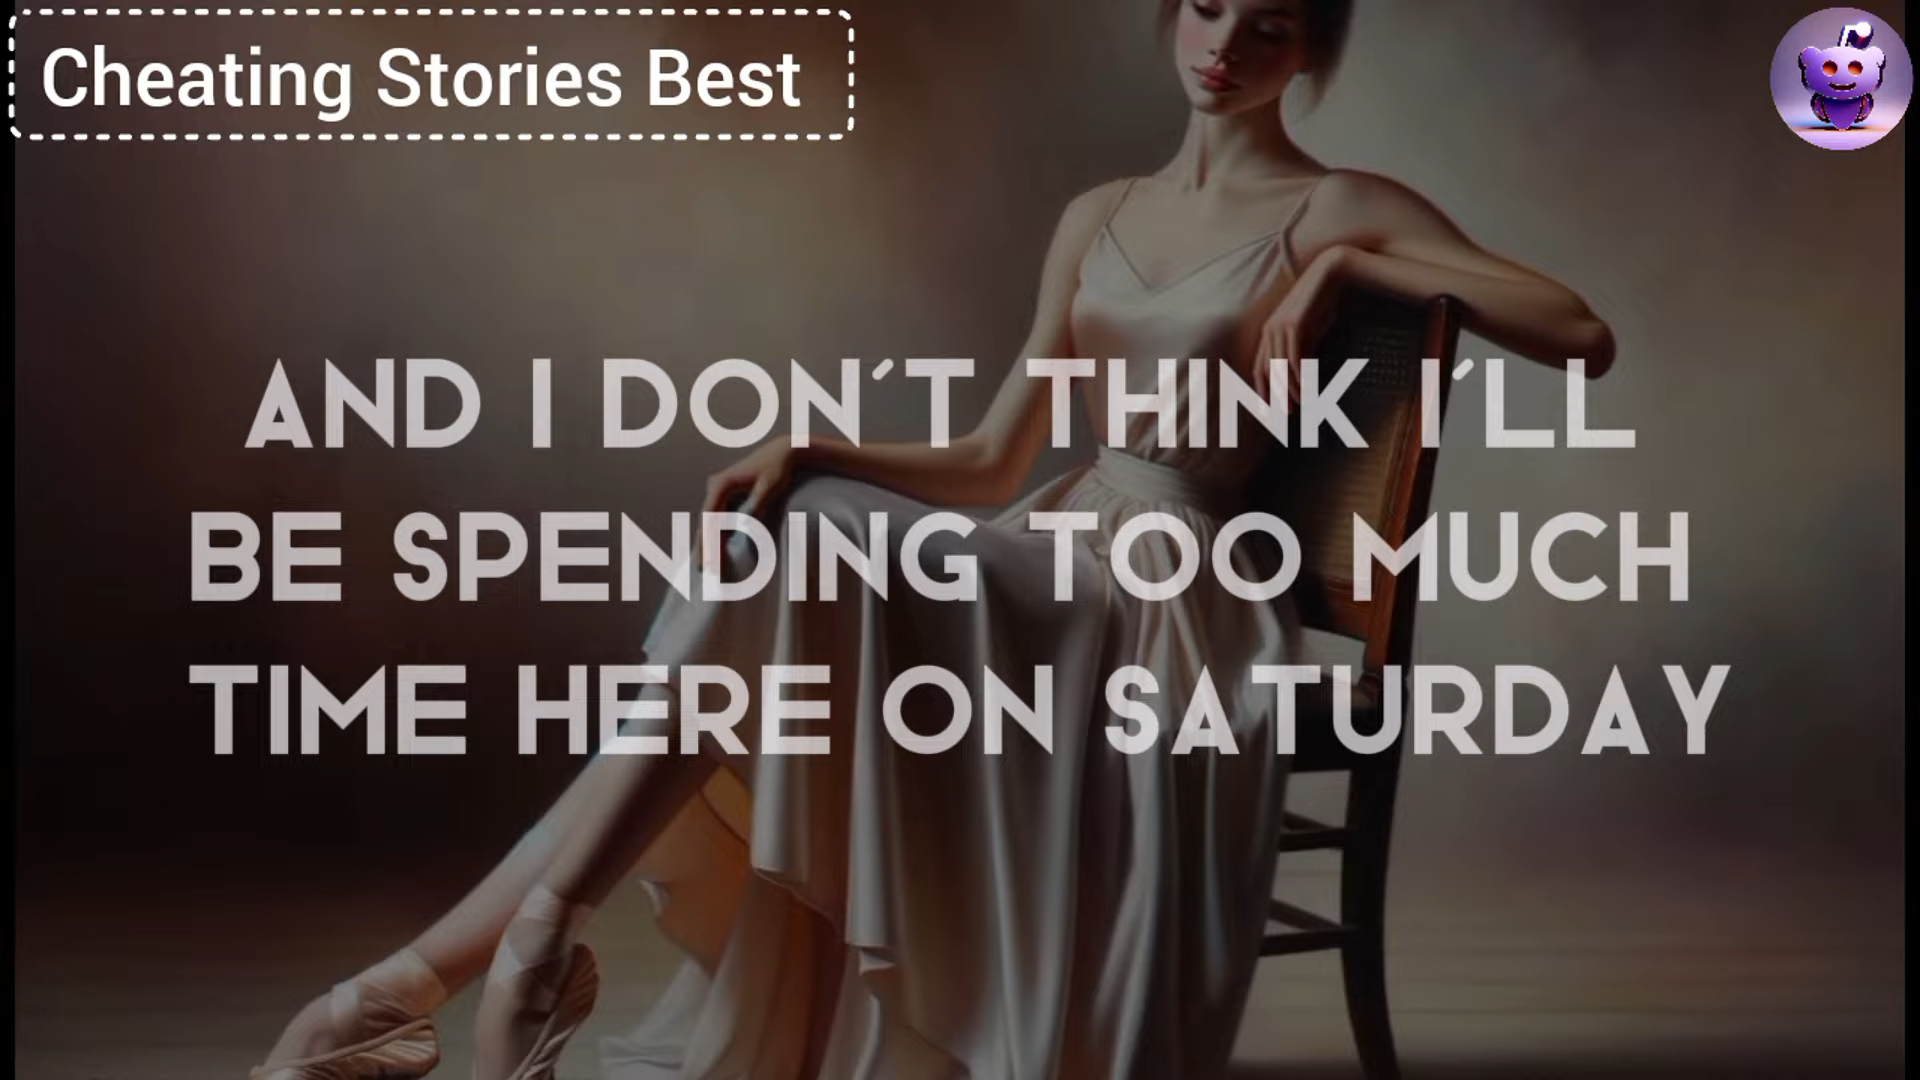 Cheating Stories Best
AND I DON´T THINK I´LL
BE SPENDING TOO MUCH
TIME HERE ON SATURDAY